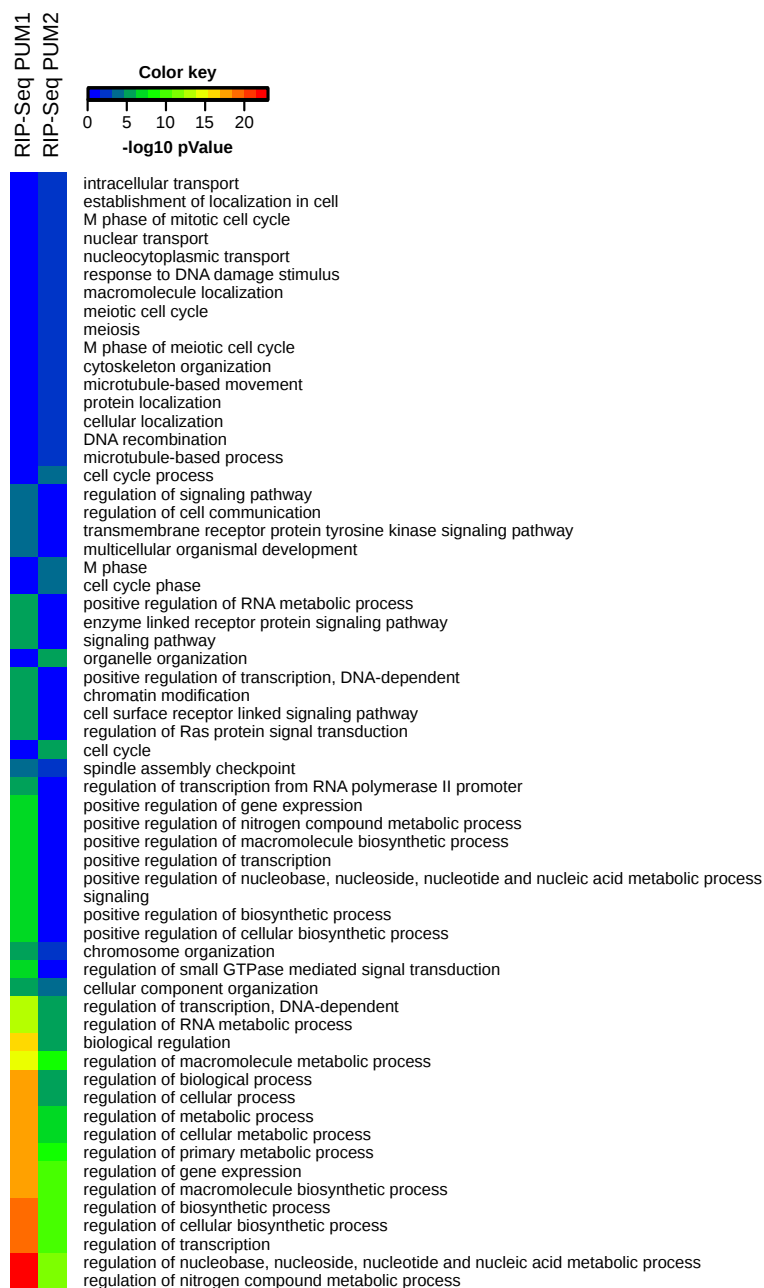 RIP-Seq PUM1
RIP-Seq PUM2
Color key
0 5 10 15 20
-log10 pValue
intracellular transport
establishment of localization in cell
M phase of mitotic cell cycle
nuclear transport
nucleocytoplasmic transport
response to DNA damage stimulus
macromolecule localization
meiotic cell cycle
meiosis
M phase of meiotic cell cycle
cytoskeleton organization
microtubule-based movement
protein localization
cellular localization
DNA recombination
microtubule-based process
cell cycle process
regulation of signaling pathway
regulation of cell communication
transmembrane receptor protein tyrosine kinase signaling pathway
multicellular organismal development
M phase
cell cycle phase
positive regulation of RNA metabolic process
enzyme linked receptor protein signaling pathway
signaling pathway
organelle organization
positive regulation of transcription, DNA-dependent
chromatin modification
cell surface receptor linked signaling pathway
regulation of Ras protein signal transduction
cell cycle
spindle assembly checkpoint
regulation of transcription from RNA polymerase II promoter
positive regulation of gene expression
positive regulation of nitrogen compound metabolic process
positive regulation of macromolecule biosynthetic process
positive regulation of transcription
positive regulation of nucleobase, nucleoside, nucleotide and nucleic acid metabolic process
signaling
positive regulation of biosynthetic process
positive regulation of cellular biosynthetic process
chromosome organization
regulation of small GTPase mediated signal transduction
cellular component organization
regulation of transcription, DNA-dependent
regulation of RNA metabolic process
biological regulation
regulation of macromolecule metabolic process
regulation of biological process
regulation of cellular process
regulation of metabolic process
regulation of cellular metabolic process
regulation of primary metabolic process
regulation of gene expression
regulation of macromolecule biosynthetic process
regulation of biosynthetic process
regulation of cellular biosynthetic process
regulation of transcription
regulation of nucleobase, nucleoside, nucleotide and nucleic acid metabolic process
regulation of nitrogen compound metabolic process